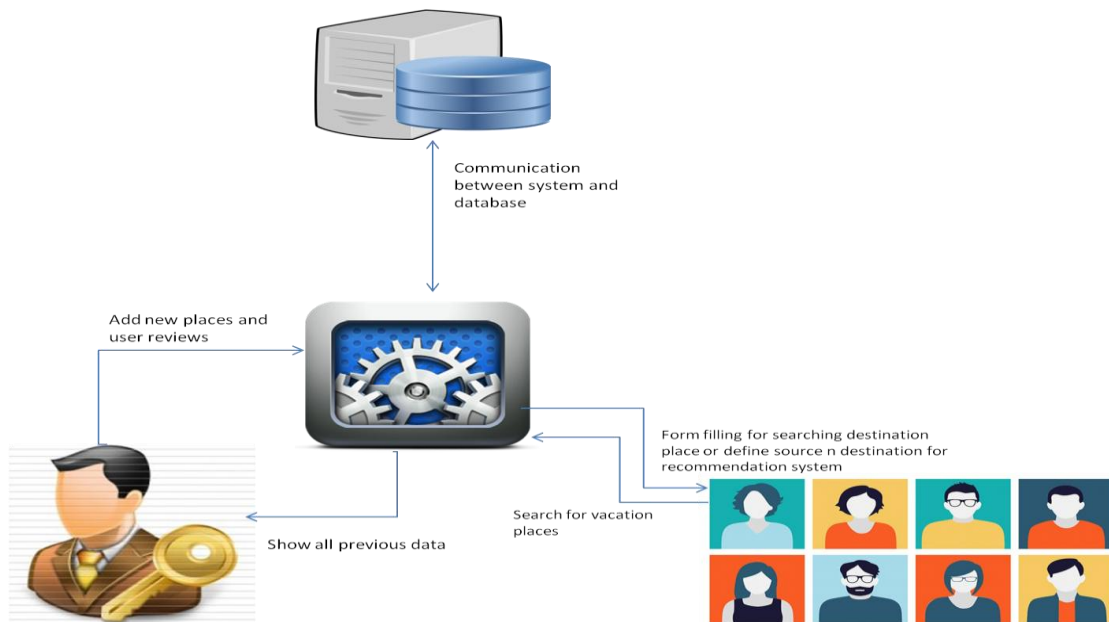 Communication
between system and
database
Add new places and
user reviews
Form filling for searching destination
place or define source n destination for
recommendation system
Search for vacation
places
Show all previous data